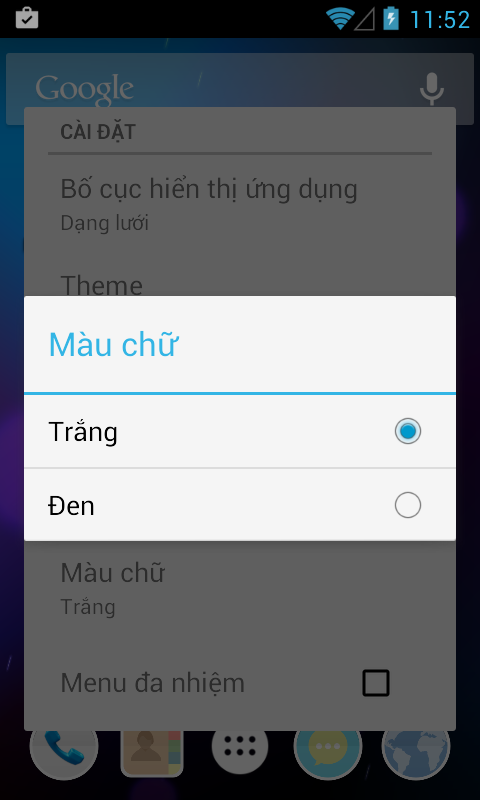 11:52
Google
CÀI ĐẶT
Bố cục hiển thị ứng dụng
Dạng lưới
Theme
Màu chữ
Trắng
Đen
Màu chữ
Trắng
Menu đa nhiệm